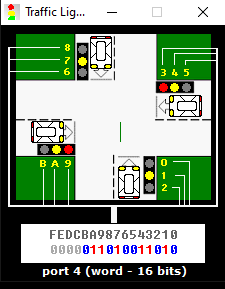 Traffic Lig...
8
7
6
3 4 5
B A 9
0
1
2
FEDCBA9876543210
0000011010011010
port 4 (word - 16 bits)